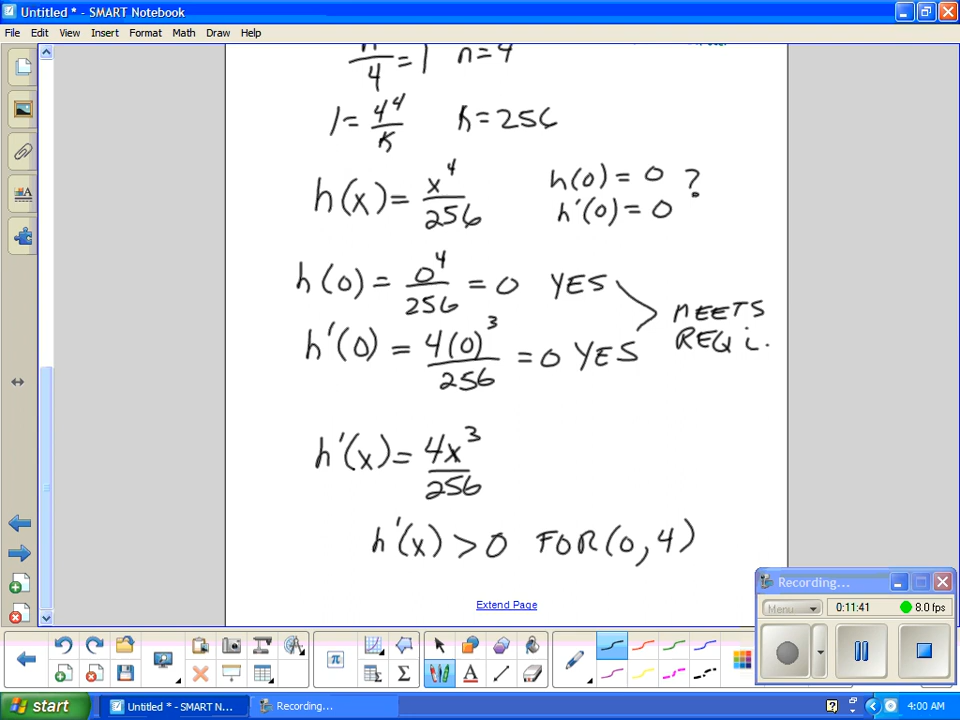 Untitled * - SMART Notebook
File Edit View Insert Format Math Draw Help
n/4 = 1 n = 4
1 = 4^4/k k = 256
h(x) = x^4/256 h(0) = 0 ?
h'(0) = 0
h(0) = 0^4/256 = 0 YES
MEETS
REQ i.
h'(0) = 4(0)^3/256 = 0 YES
h'(x) = 4x^3/256
h'(x) > 0 FOR (0, 4)
Extend Page
Recording...
Menu 0:11:41 8.0 fps
start Untitled * - SMART N... Recording... 4:00 AM